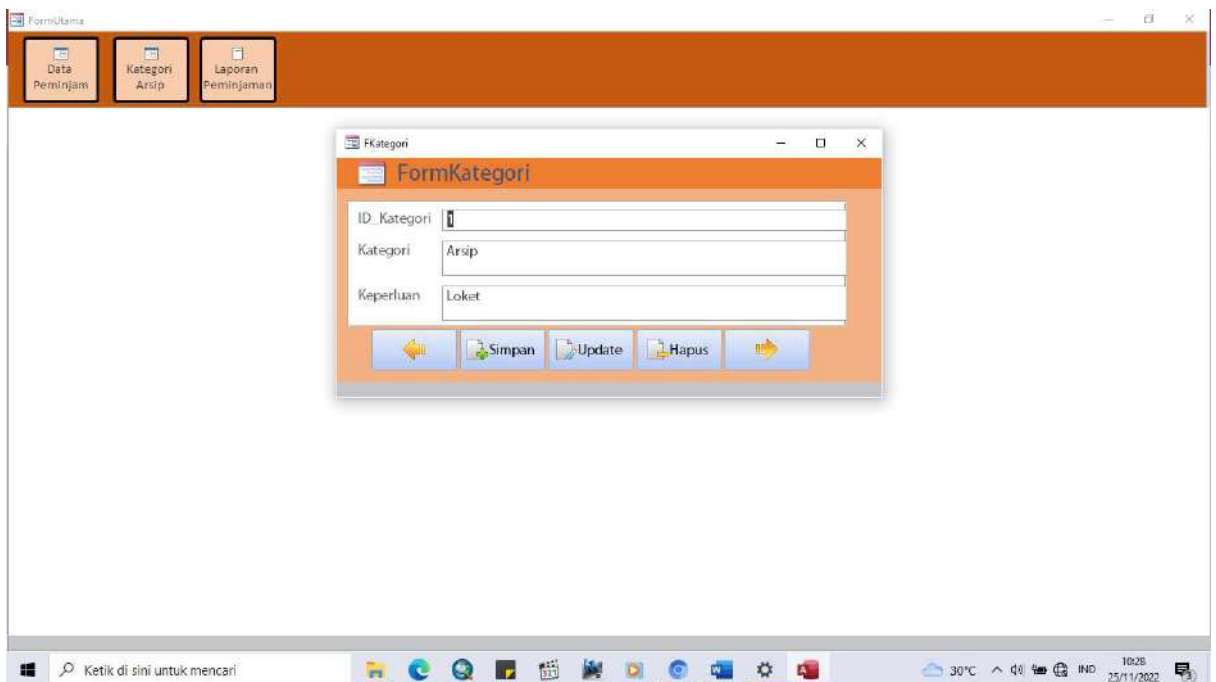 FormUtama
Data
Peminjam
Kategori
Arsip
Laporan
Peminjaman
FKategori
FormKategori
ID_Kategori 1
Kategori Arsip
Keperluan Loket
Simpan Update Hapus
Ketik di sini untuk mencari
30°C IND 10:28
25/11/2022